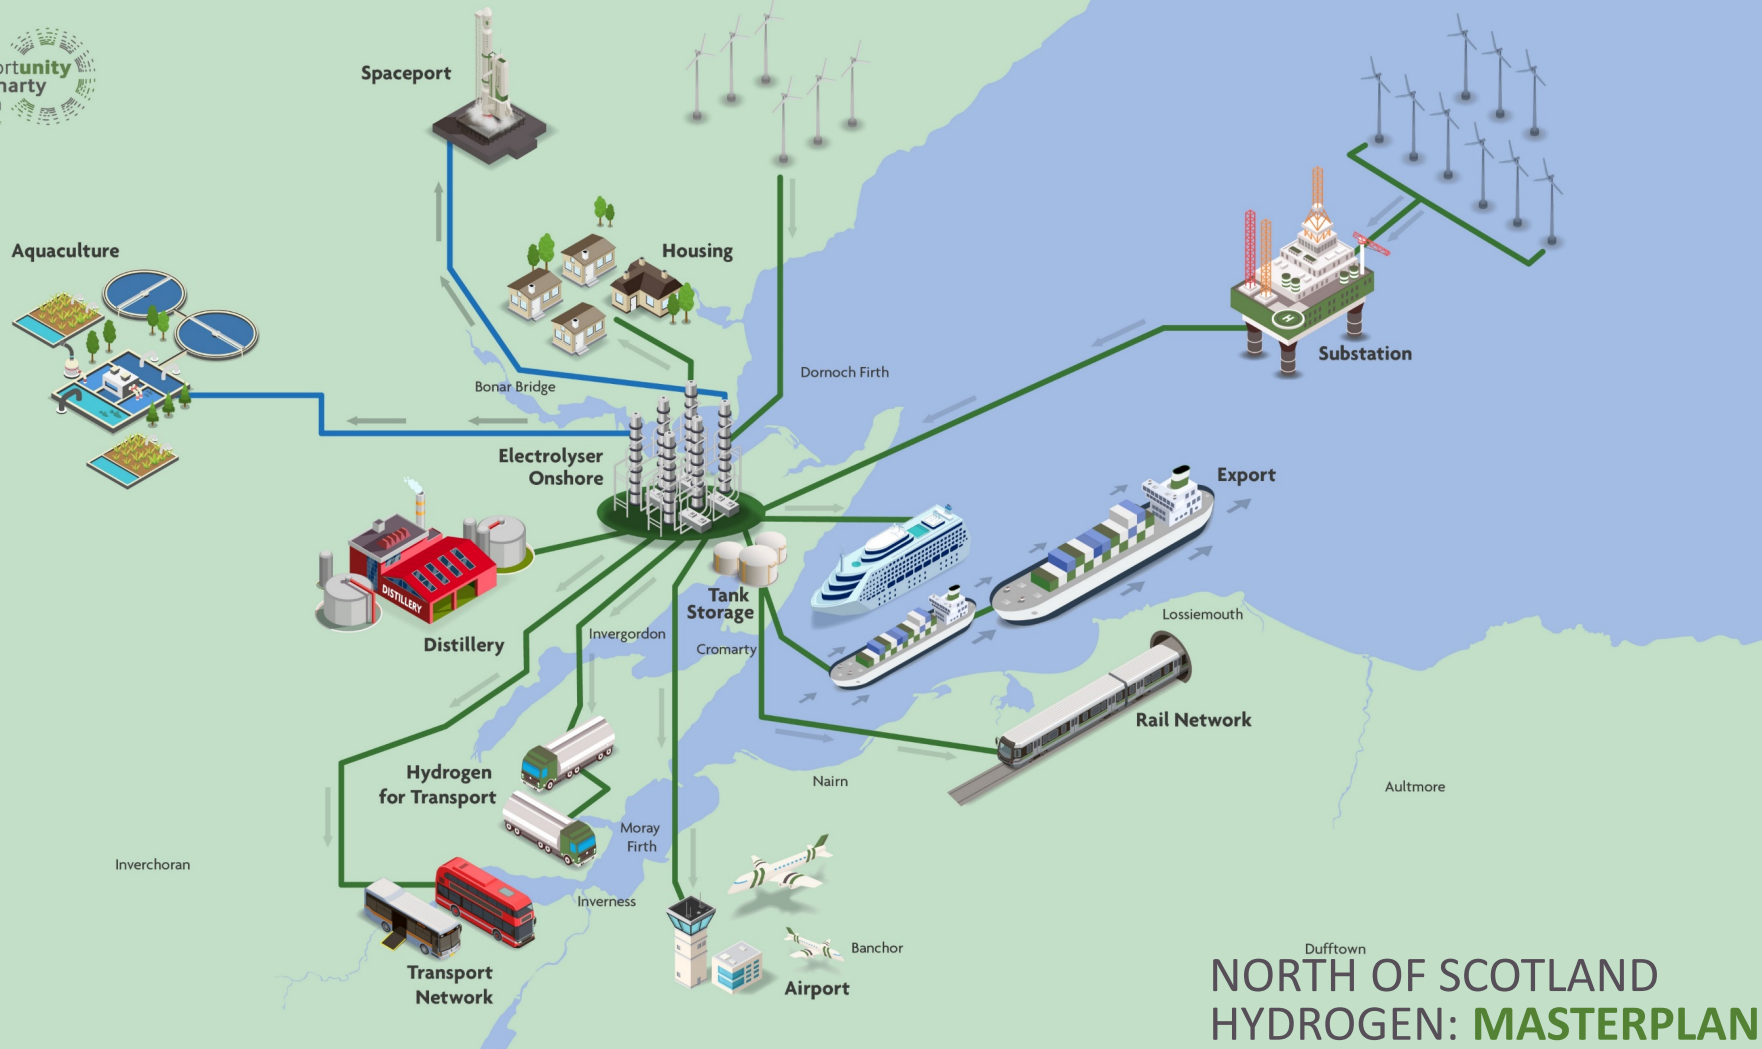 unity
Spaceport
Aquaculture
Housing
Substation
Bonar Bridge
Dornoch Firth
Electrolyser
Onshore
Export
H
DISTILLERY
Distillery
Tank
Storage
Invergordon
Cromarty
Lossiemouth
Rail Network
Hydrogen
for Transport
Nairn
Aultmore
Moray
Firth
Inverchoran
Inverness
Banchor
Dufftown
Transport
Network
Airport
NORTH OF SCOTLAND
HYDROGEN: MASTERPLAN